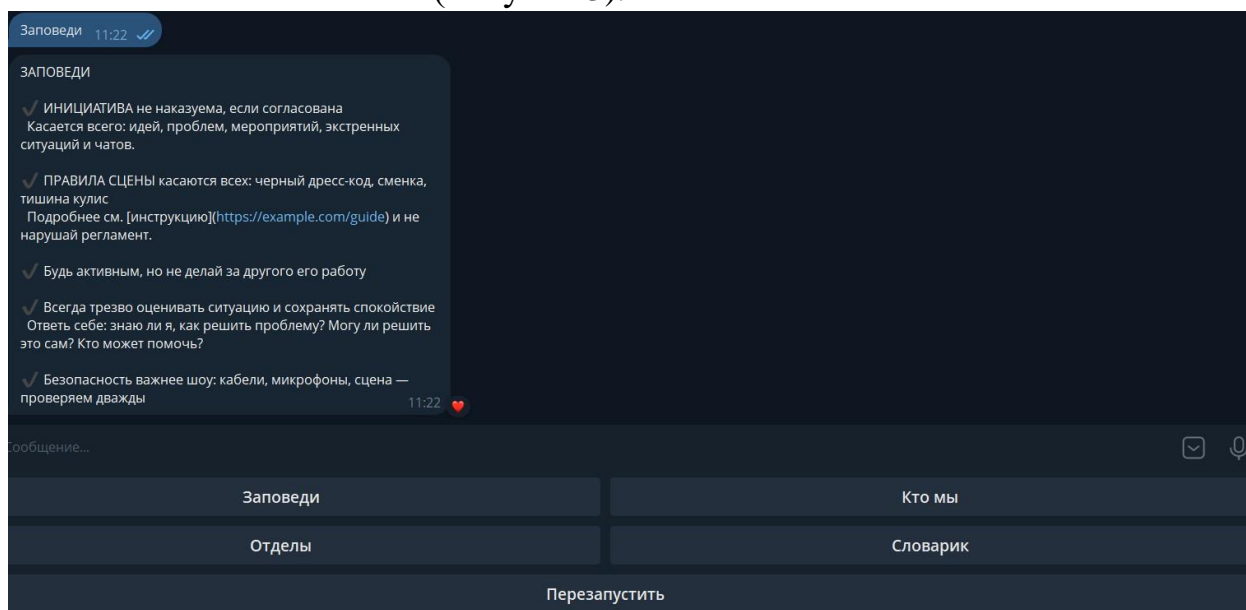 Заповеди 11:22
ЗАПОВЕДИ
ИНИЦИАТИВА не наказуема, если согласована
Касается всего: идей, проблем, мероприятий, экстренных
ситуаций и чатов.
ПРАВИЛА СЦЕНЫ касаются всех: черный дресс-код, сменка,
тишина кулис
Подробнее см. [инструкцию](https://example.com/guide) и не
нарушай регламент.
Будь активным, но не делай за другого его работу
Всегда трезво оценивать ситуацию и сохранять спокойствие
Ответь себе: знаю ли я, как решить проблему? Могу ли решить
это сам? Кто может помочь?
Безопасность важнее шоу: кабели, микрофоны, сцена —
проверяем дважды 11:22
Сообщение...
Заповеди Кто мы
Отделы Словарик
Перезапустить